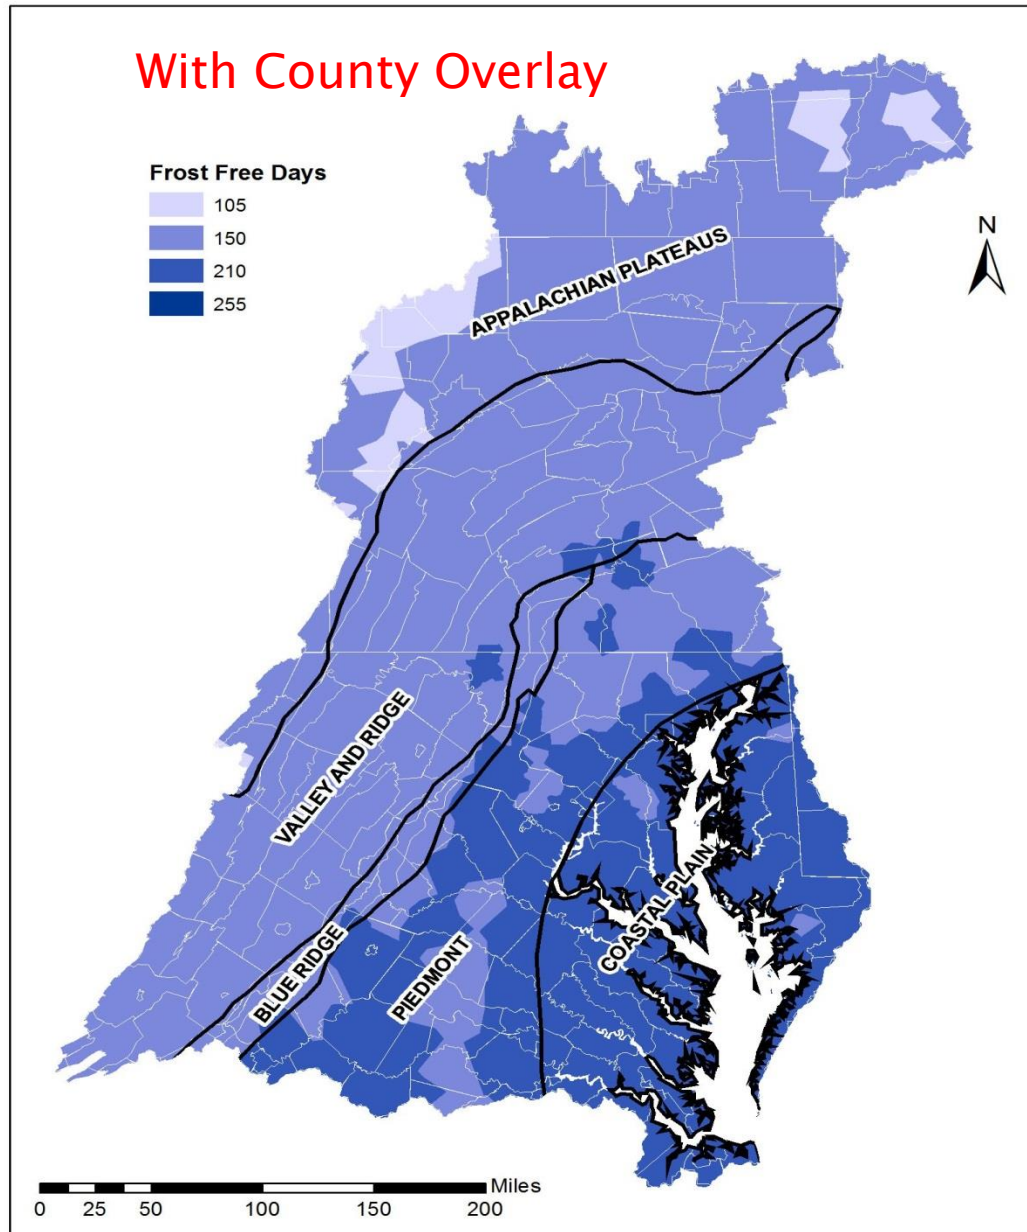 With County Overlay
Frost Free Days
105
150
210
255
N
APPALACHIAN PLATEAUS
VALLEY AND RIDGE
BLUE RIDGE
PIEDMONT
COASTAL PLAIN
Miles
0 25 50 100 150 200